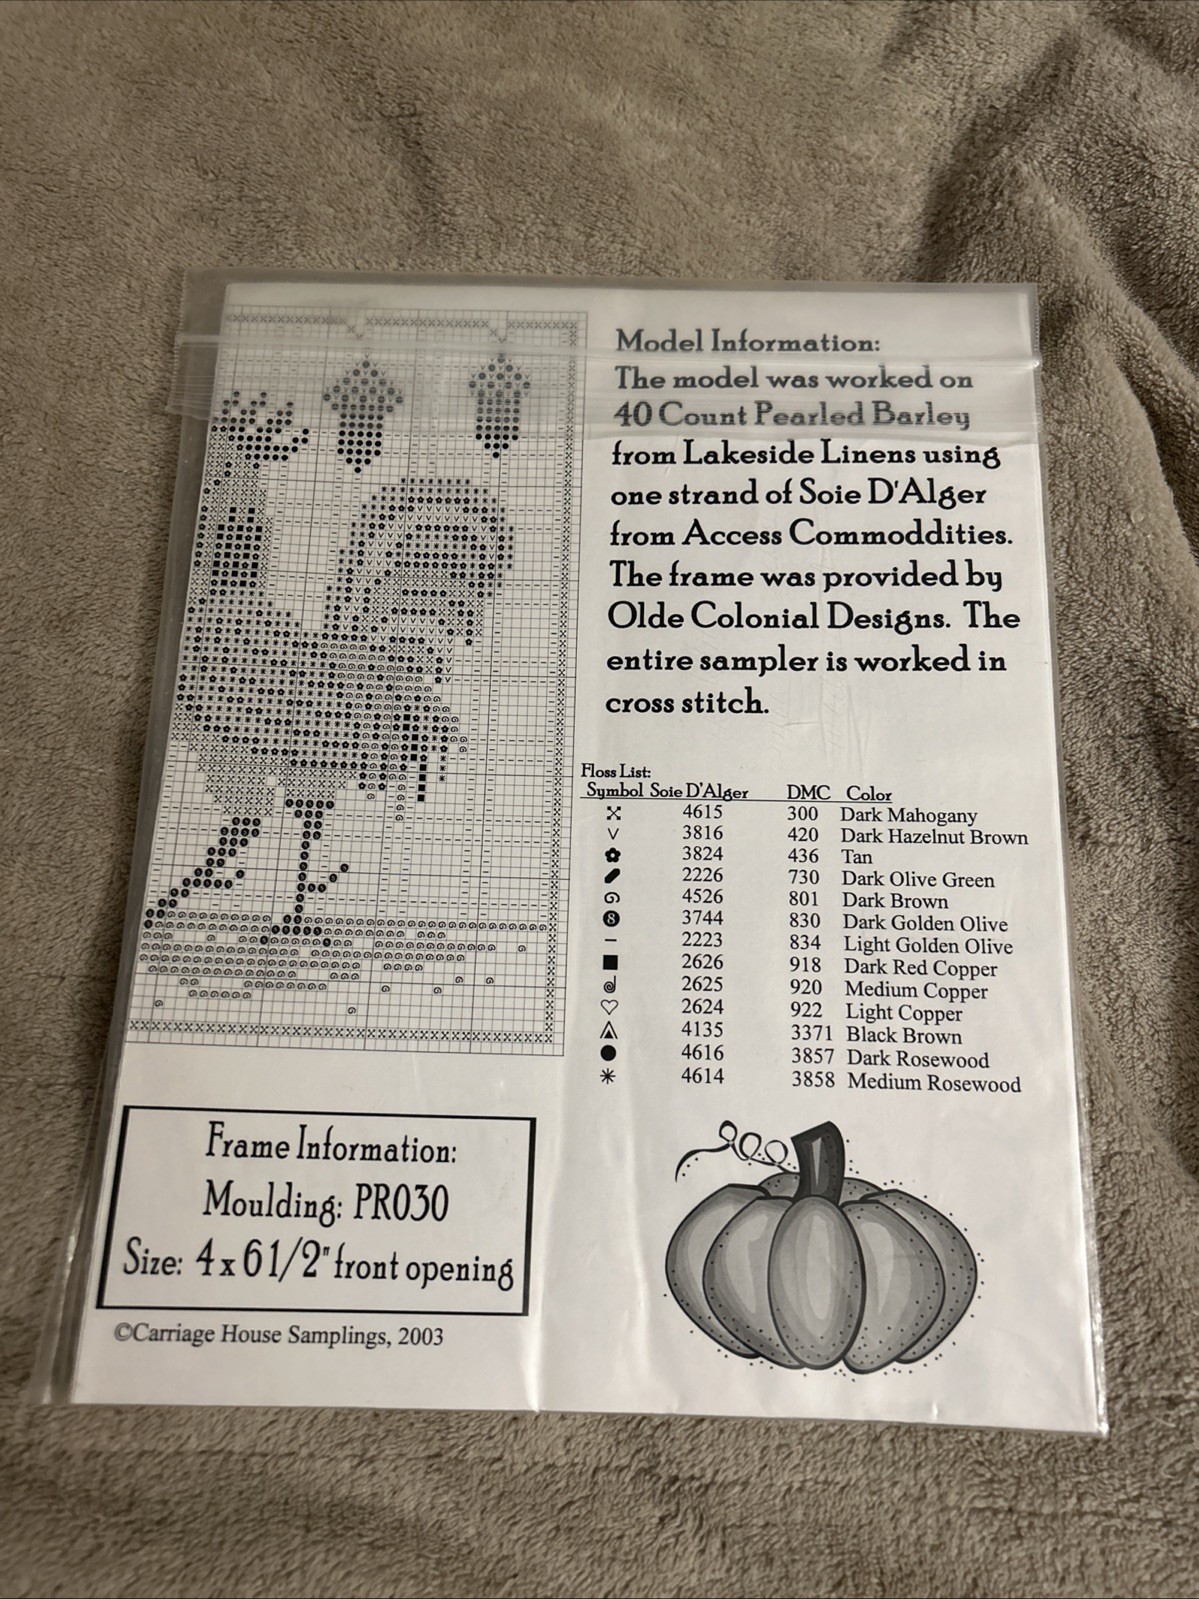 Model Information:
The model was worked on
40 Count Pearled Barley
from Lakeside Linens using
one strand of Soie D'Alger
from Access Commoddities.
The frame was provided by
Olde Colonial Designs. The
entire sampler is worked in
cross stitch.
Floss List:
Symbol Soie D'Alger DMC Color
4615 300 Dark Mahogany
3816 420 Dark Hazelnut Brown
3824 436 Tan
2226 730 Dark Olive Green
4526 801 Dark Brown
3744 830 Dark Golden Olive
2223 834 Light Golden Olive
2626 918 Dark Red Copper
2625 920 Medium Copper
2624 922 Light Copper
4135 3371 Black Brown
4616 3857 Dark Rosewood
4614 3858 Medium Rosewood
Frame Information:
Moulding: PR030
Size: 4 x 6 1/2" front opening
©Carriage House Samplings, 2003